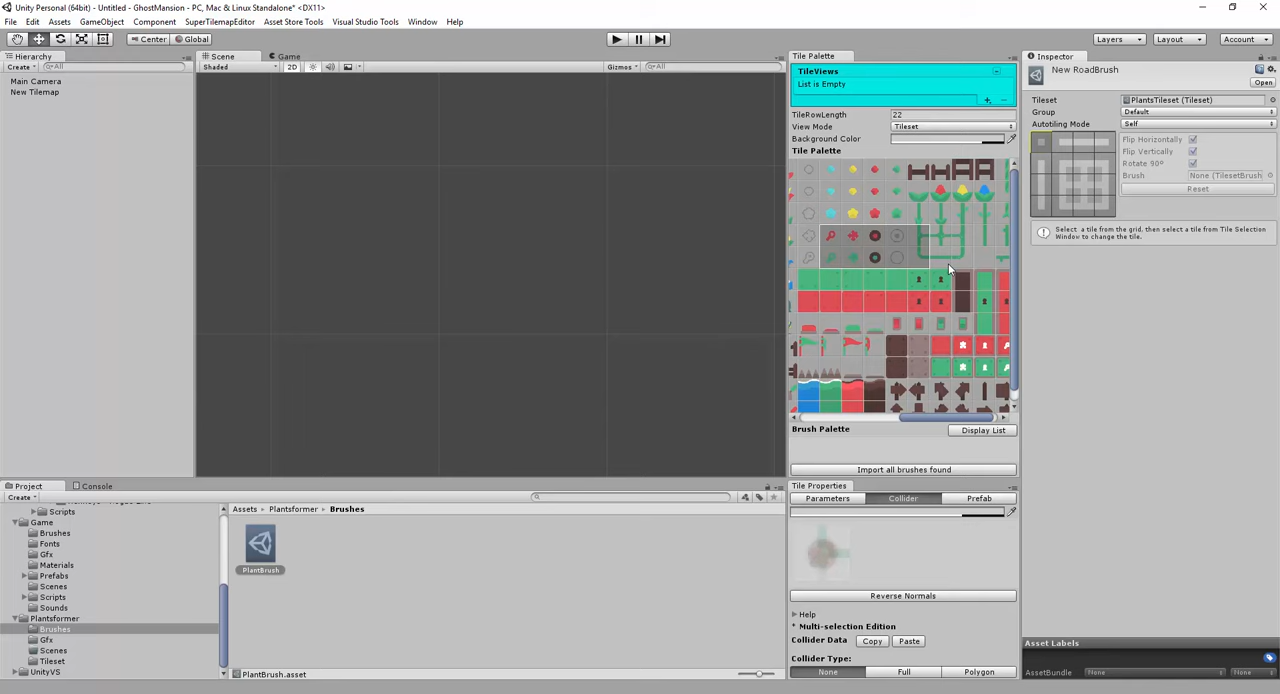 Unity Personal (64bit) - Untitled - GhostMansion - PC, Mac & Linux Standalone* <DX11>
File Edit Assets GameObject Component SuperTilemapEditor Asset Store Tools Visual Studio Tools Window Help
Center Global
Layers Layout Account
Hierarchy
Create All
Main Camera
New Tilemap
Scene Game
Shaded 2D Gizmos All
Tile Palette
TileViews
List is Empty
TileRowLength 22
View Mode Tileset
Background Color
Tile Palette
Brush Palette Display List
Import all brushes found
Tile Properties
Parameters Collider Prefab
Reverse Normals
Help
* Multi-selection Edition
Collider Data Copy Paste
Collider Type:
None Full Polygon
Inspector
New RoadBrush
Open
Tileset PlantsTileset (Tileset)
Group Default
Autotiling Mode Self
Flip Horizontally
Flip Vertically
Rotate 90º
Brush None (TilesetBrush
Reset
Select a tile from the grid, then select a tile from Tile Selection
Window to change the tile.
Asset Labels
AssetBundle None None
Project Console
Create
Scripts
Game
Brushes
Fonts
Gfx
Materials
Prefabs
Scenes
Scripts
Sounds
Plantsformer
Brushes
Gfx
Scenes
Tileset
UnityVS
Assets Plantsformer Brushes
PlantBrush
PlantBrush.asset